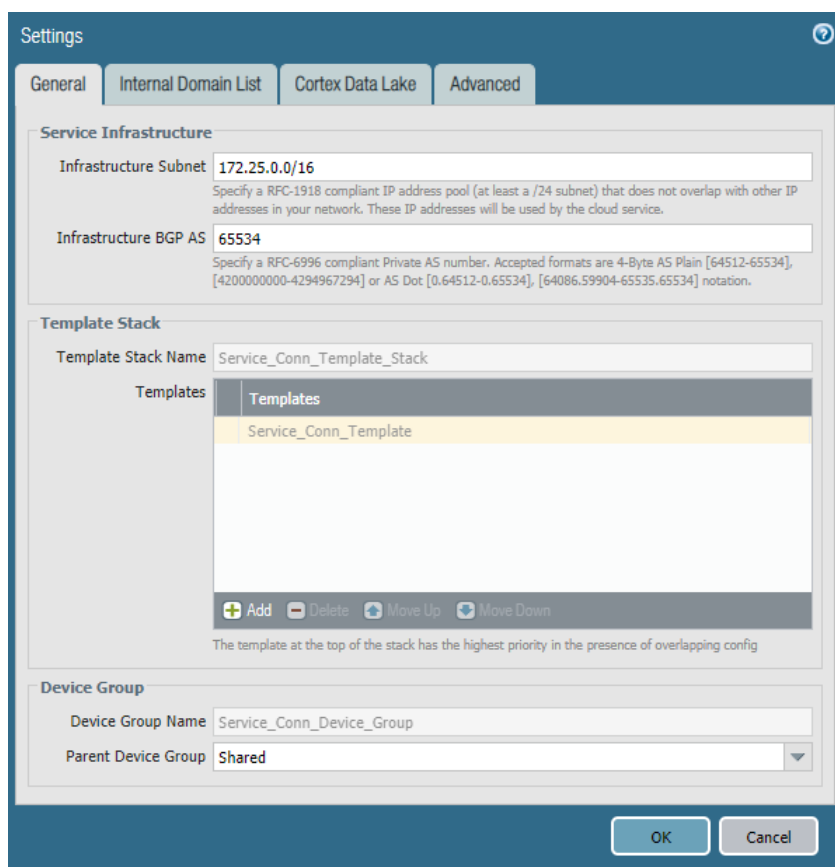 Settings
General
Internal Domain List
Cortex Data Lake
Advanced
Service Infrastructure
Infrastructure Subnet 172.25.0.0/16
Specify a RFC-1918 compliant IP address pool (at least a /24 subnet) that does not overlap with other IP
addresses in your network. These IP addresses will be used by the cloud service.
Infrastructure BGP AS 65534
Specify a RFC-6996 compliant Private AS number. Accepted formats are 4-Byte AS Plain [64512-65534],
[4200000000-4294967294] or AS Dot [0.64512-0.65534], [64086.59904-65535.65534] notation.
Template Stack
Template Stack Name Service_Conn_Template_Stack
Templates
Templates
Service_Conn_Template
Add Delete Move Up Move Down
The template at the top of the stack has the highest priority in the presence of overlapping config
Device Group
Device Group Name Service_Conn_Device_Group
Parent Device Group Shared
OK Cancel